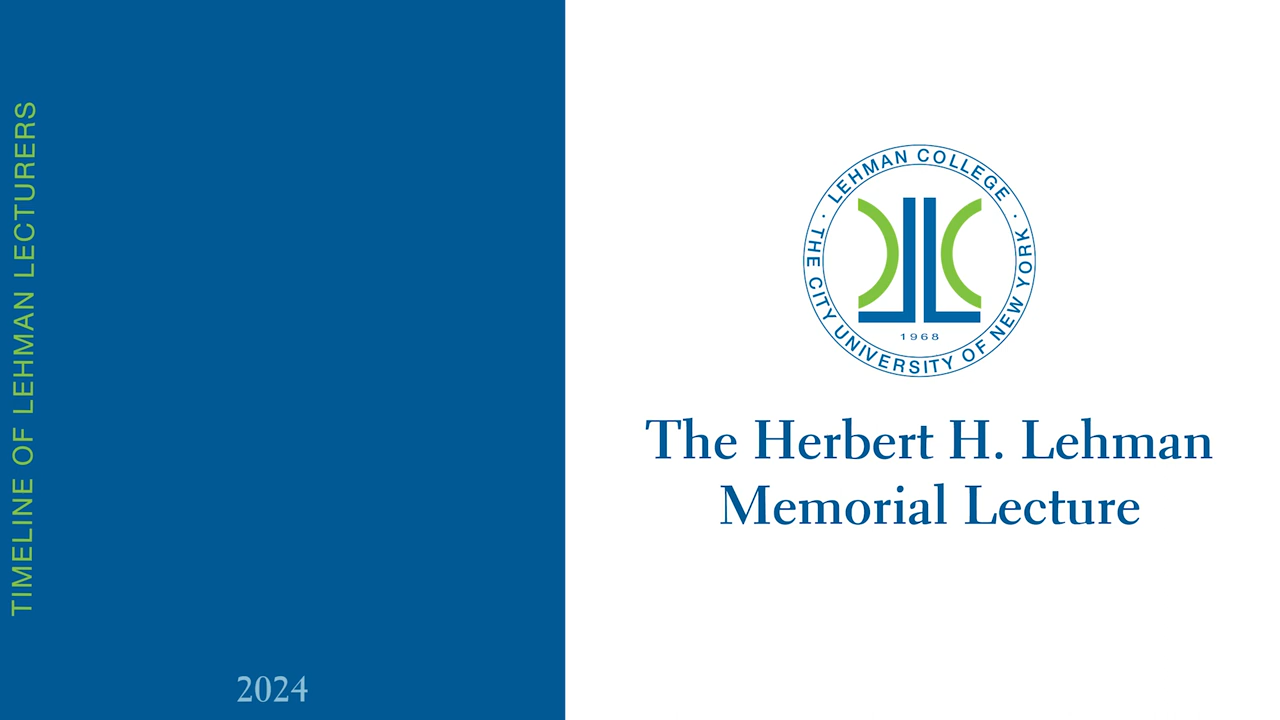 TIMELINE OF LEHMAN LECTURERS
2024
· LEHMAN COLLEGE ·
THE CITY UNIVERSITY OF NEW YORK
1968
The Herbert H. Lehman
Memorial Lecture